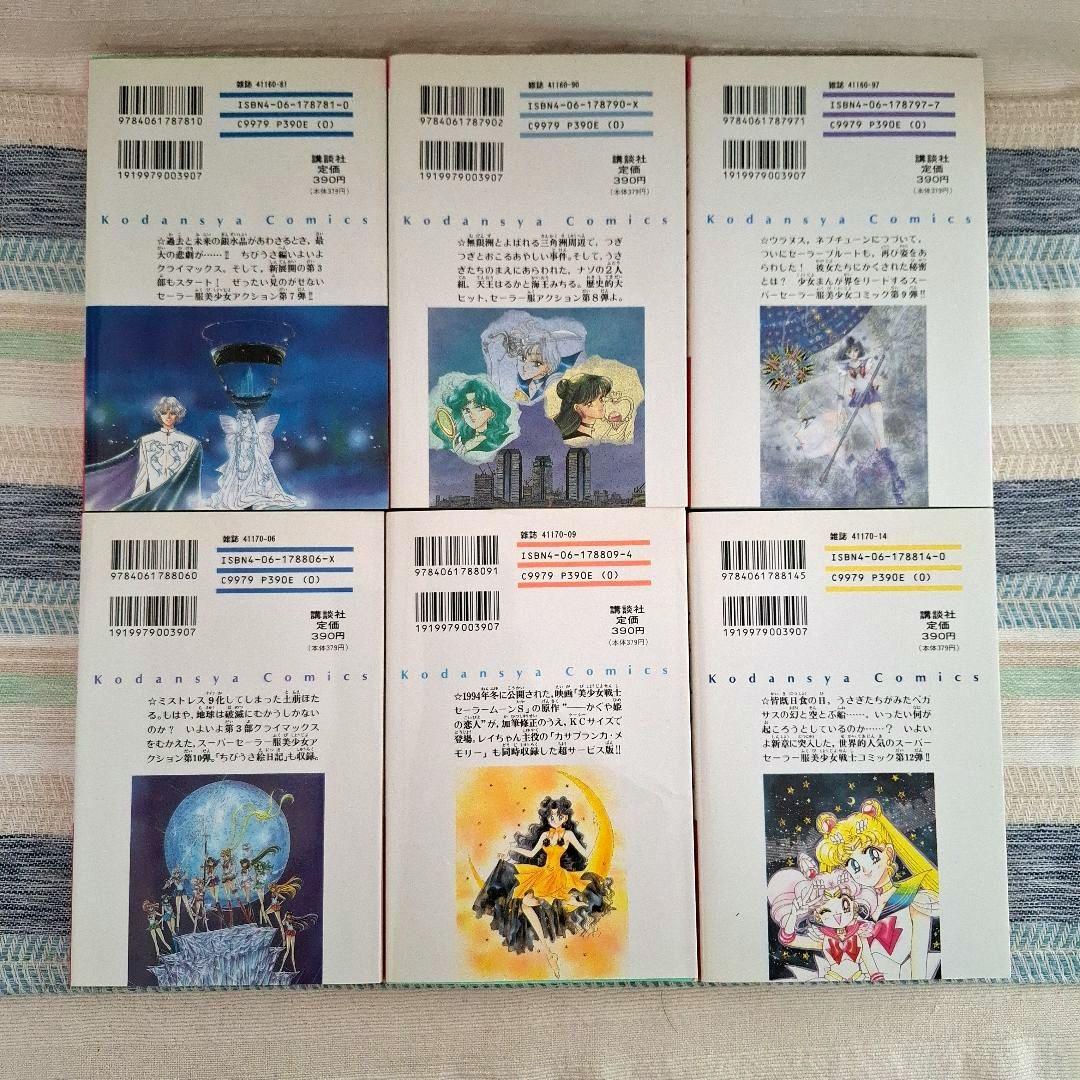 雑誌 41160-81
ISBN4-06-178781-0
9784061787810
C9979 P390E (0)
1919979003907
講談社
定価
390円
(本体379円)
Kodansya Comics
☆過去と未来の銀水晶があわさるとき、最
大の悲劇が……!! ちびうさ編いよいよ
クライマックス。そして、新展開の第3
部もスタート! ぜったい見のがせない
セーラー服美少女アクション第7弾!!
雑誌 41160-90
ISBN4-06-178790-X
9784061787902
C9979 P390E (0)
1919979003907
講談社
定価
390円
(本体379円)
Kodansya Comics
☆無限洲とよばれる三角洲周辺で、つぎ
つぎとおこるあやしい事件。そして、うさ
ぎたちのまえにあらわれた、ナゾの2人
組、天王はるかと海王みちる。歴史的大
ヒット、セーラー服アクション第8弾よ。
雑誌 41160-97
ISBN4-06-178797-7
9784061787971
C9979 P390E (0)
1919979003907
講談社
定価
390円
(本体379円)
Kodansya Comics
☆ウラヌス、ネプチューンにつづいて、
ついにセーラープルートも、再び姿をあ
らわした! 彼女たちにかくされた秘密
とは? 少女まんが界をリートするスー
パーセーラー服美少女コミック第9弾!!
雑誌 41170-06
ISBN4-06-178806-X
9784061788060
C9979 P390E (0)
1919979003907
講談社
定価
390円
(本体379円)
Kodansya Comics
☆ミストレス9化してしまった土萠ほた
る。もはや、地球は破滅にむかうしかない
のか? いよいよ第3部クライマックス
をむかえた、スーパーセーラー服美少女ア
クション第10弾。「ちびうさ絵日記」も収録。
雑誌 41170-09
ISBN4-06-178809-4
9784061788091
C9979 P390E (0)
1919979003907
講談社
定価
390円
(本体379円)
Kodansya Comics
☆1994年冬に公開された、映画「美少女戦士
セーラームーンS」の原作"——かぐや姫
の恋人"が、加筆修正のうえ、KCサイズで
登場。レイちゃん主役の「カサブランカ・メ
モリー」も同時収録した超サービス版!!
雑誌 41170-14
ISBN4-06-178814-0
9784061788145
C9979 P390E (0)
1919979003907
講談社
定価
390円
(本体379円)
Kodansya Comics
☆皆既日食の日、うさぎたちがみたペガ
サスの幻と空とぶ船……。いったい何が
起ころうとしているのか……? いよい
よ新章に突入した、世界的人気のスーパー
セーラー服美少女戦士コミック第12弾!!